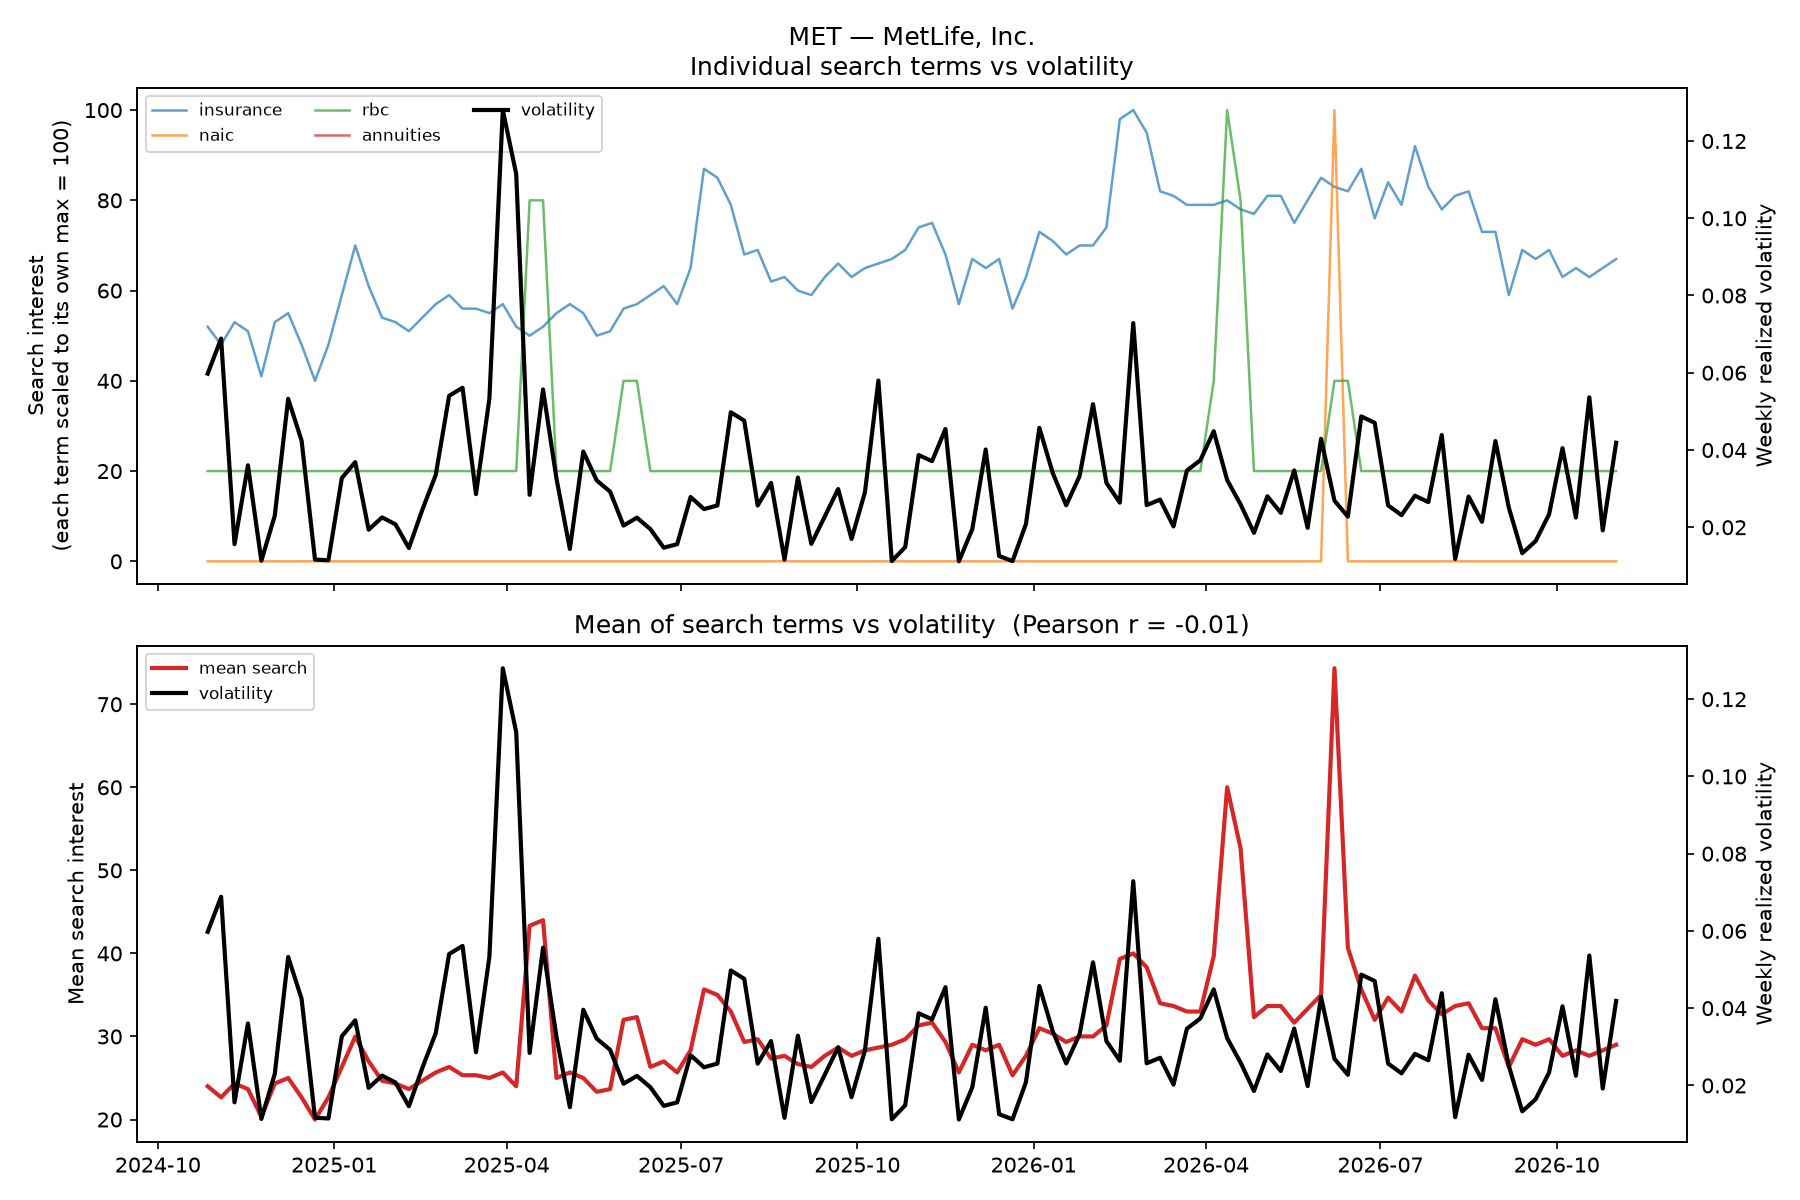 MET — MetLife, Inc.
Individual search terms vs volatility
insurance
naic
rbc
annuities
volatility
Search interest
(each term scaled to its own max = 100)
100
80
60
40
20
0
0.12
0.10
0.08
0.06
0.04
0.02
Weekly realized volatility
Mean of search terms vs volatility (Pearson r = -0.01)
mean search
volatility
Mean search interest
70
60
50
40
30
20
0.12
0.10
0.08
0.06
0.04
0.02
Weekly realized volatility
2024-10
2025-01
2025-04
2025-07
2025-10
2026-01
2026-04
2026-07
2026-10